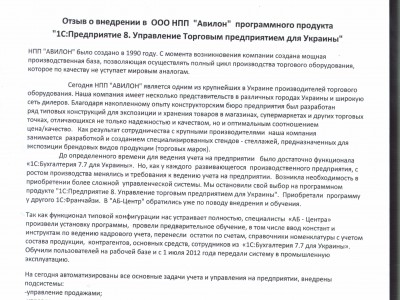 Отзыв о внедрении в ООО НПП "Авилон" программного продукта
"1С:Предприятие 8. Управление Торговым предприятием для Украины"
НПП "АВИЛОН" было создано в 1990 году. С момента возникновения компании создана мощная
производственная база, позволяющая осуществлять полный цикл производства торгового оборудования,
которое по качеству не уступает мировым аналогам.
Сегодня НПП "АВИЛОН" является одним из крупнейших в Украине производителей торгового
оборудования. Наша компания имеет несколько представительств в различных городах Украины и широкую
сеть дилеров. Благодаря накопленному опыту конструкторским бюро предприятия был разработан
ряд типовых конструкций для экспозиции и хранения товаров в магазинах, супермаркетах и других торговых
точках, отличающихся не только надежностью и качеством, но и оптимальным соотношением
цена/качество. Как результат сотрудничества с крупными производителями наша компания
занимается разработкой и созданием специализированных стендов - стеллажей, предназначенных для
экспозиции брендовых видов продукции (торговых марок).
До определенного времени для ведения учета на предприятии было достаточно функционала
«1С:Бухгалтерия 7.7 для Украины». Но, как у каждого развивающегося производственного предприятия, с
ростом производства менялись и требования к ведению учета на предприятии. Возникла необходимость в
приобретении более сложной управленческой системы. Мы остановили свой выбор на программном
продукте "1С:Предприятие 8. Управление торговым предприятием для Украины". Приобретали программу
у другого 1С:Франчайзи. В "АБ-Центр" обратились уже по поводу внедрения и обучения.
Так как функционал типовой конфигурации нас устраивал полностью, специалисты «АБ - Центра»
произвели установку программы, провели предварительное обучение, в том числе ввод констант и
инструктаж по ведению кадрового учета, перенесли остатки по старым, справочники номенклатуры с учетом
состава продукции, контрагентов, основных средств, сотрудников из «1С:Бухгалтерия 7.7 для Украины».
Обучили пользователей на рабочей базе и с 1 июля 2012 года передали систему в промышленную
эксплуатацию.
На сегодня автоматизированы все основные задачи учета и управления на предприятии, внедрены
подсистемы:
-управление продажами;